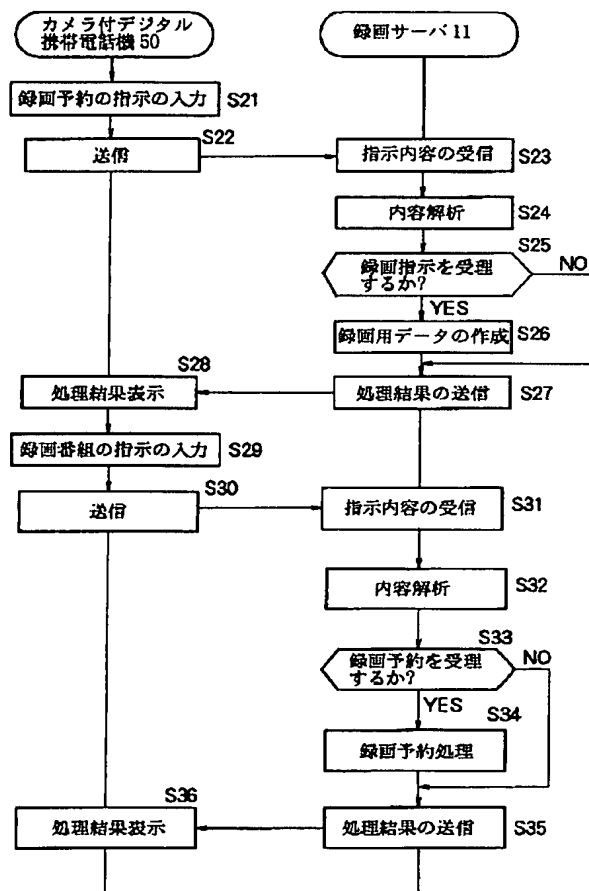 カメラ付デジタル
携帯電話機 50
録画サーバ 11
録画予約の指示の入力
S21
S22
送信
指示内容の受信
S23
内容解析
S24
S25
録画指示を受理
するか?
NO
YES
録画用データの作成
S26
S28
処理結果表示
処理結果の送信
S27
録画番組の指示の入力
S29
S30
送信
指示内容の受信
S31
内容解析
S32
S33
録画予約を受理
するか?
NO
YES
S34
録画予約処理
S36
処理結果表示
処理結果の送信
S35